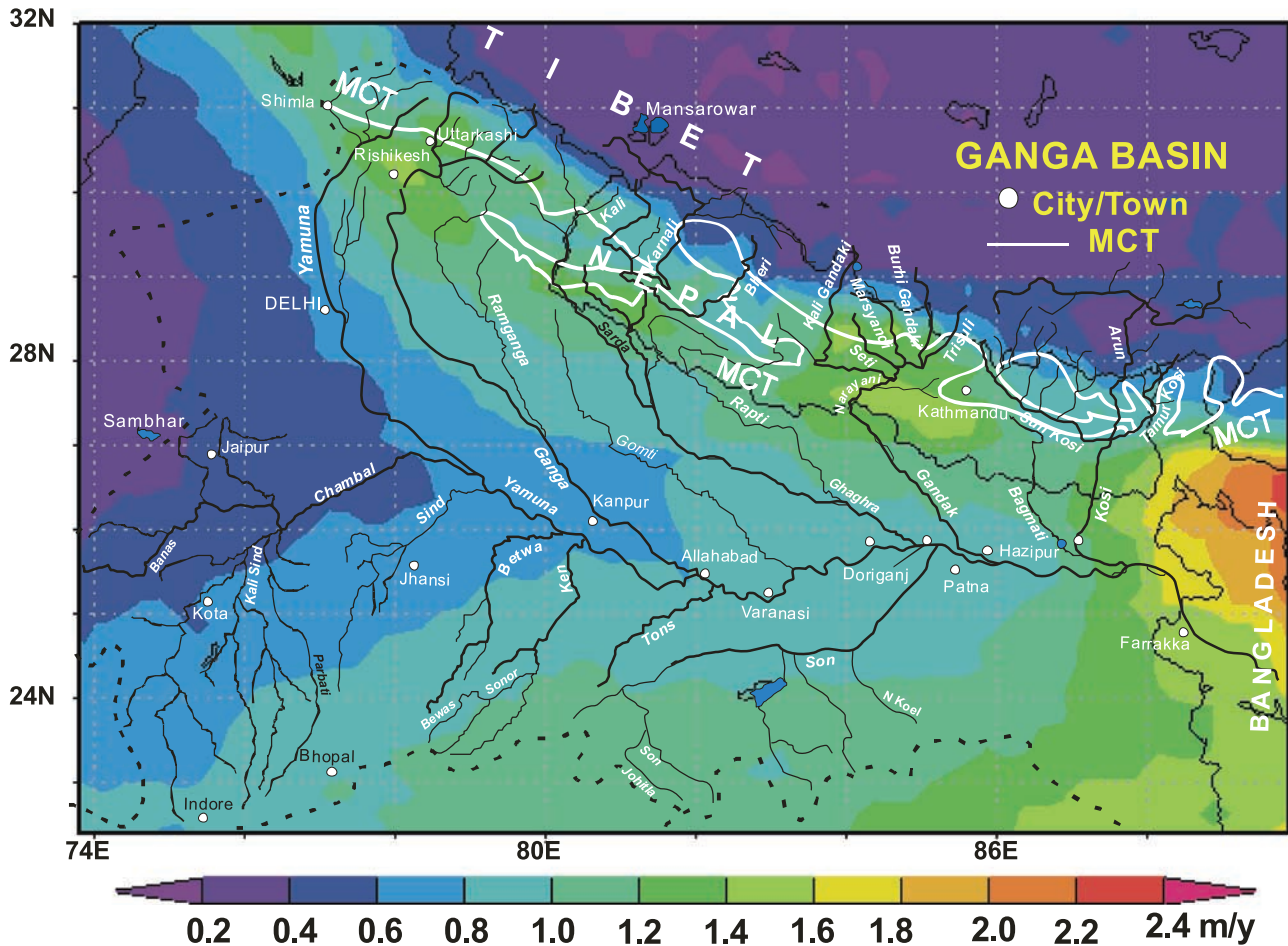 32N
28N
24N
74E
80E
86E
T I B E T
Mansarowar
GANGA BASIN
City/Town
MCT
MCT
Shimla
Uttarkashi
Rishikesh
Yamuna
DELHI
Kali
Karnali
Bheri
N E P A L
MCT
Kali Gandaki
Marsyandi
Burhi Gandaki
Trisuli
Seti
Narayani
Kathmandu
Arun
Sun Kosi
Tamur Kosi
MCT
Ramganga
Sarda
Rapti
Gomti
Ghaghra
Gandak
Bagmati
Kosi
Sambhar
Jaipur
Chambal
Banas
Kali Sind
Sind
Yamuna
Ganga
Kanpur
Betwa
Ken
Jhansi
Kota
Parbati
Allahabad
Varanasi
Doriganj
Hazipur
Patna
Farrakka
BANGLADESH
Tons
Son
N Koel
Bewas
Sonor
Son
Johilla
Bhopal
Indore
0.2 0.4 0.6 0.8 1.0 1.2 1.4 1.6 1.8 2.0 2.2 2.4 m/y